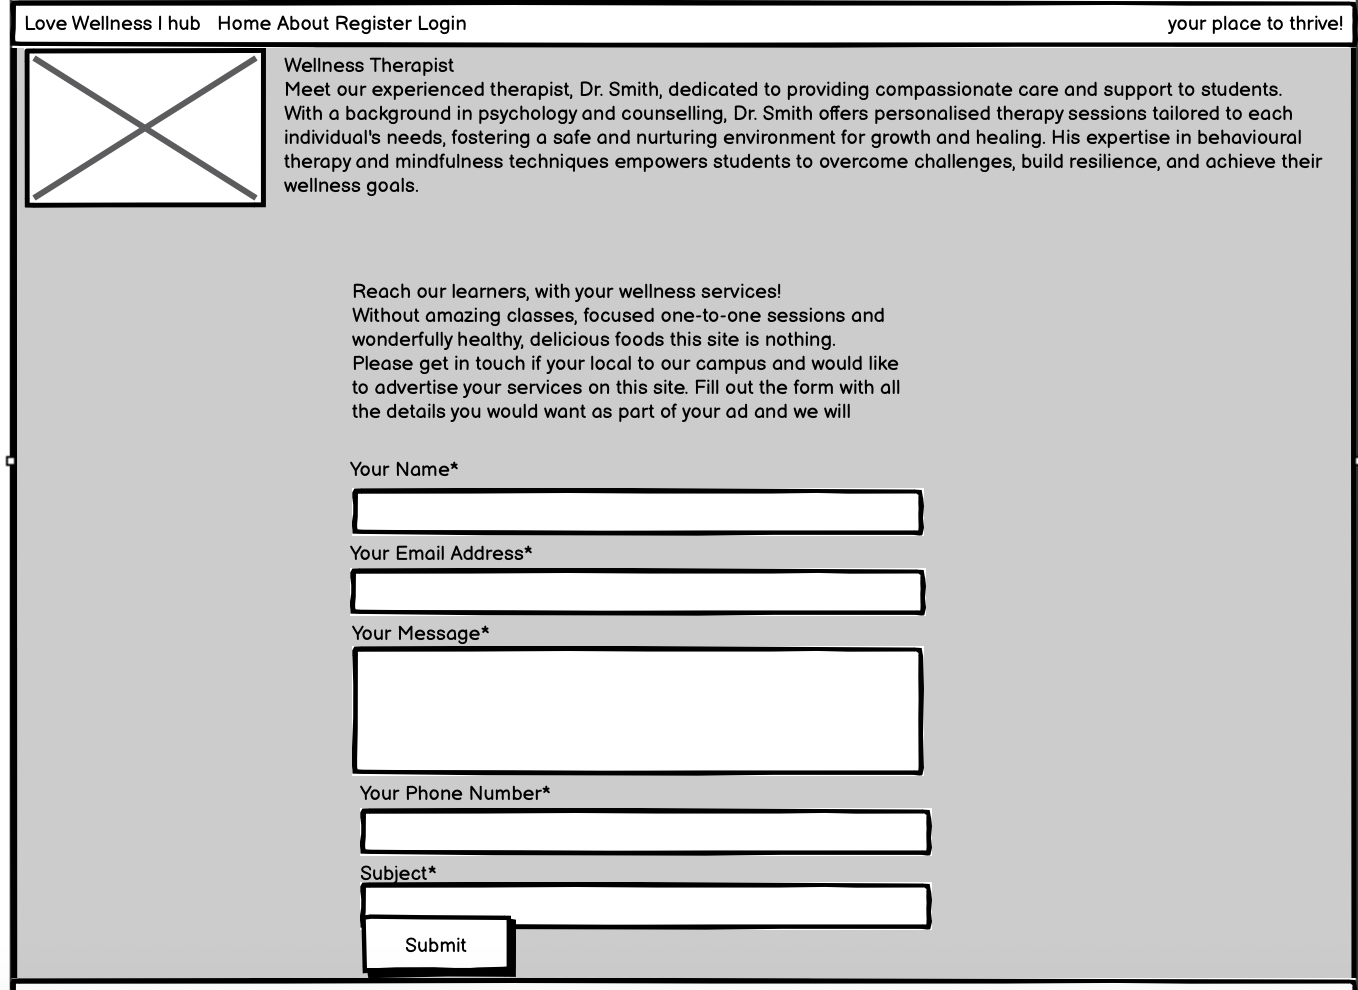 Love Wellness I hub Home About Register Login your place to thrive!
Wellness Therapist
Meet our experienced therapist, Dr. Smith, dedicated to providing compassionate care and support to students.
With a background in psychology and counselling, Dr. Smith offers personalised therapy sessions tailored to each
individual's needs, fostering a safe and nurturing environment for growth and healing. His expertise in behavioural
therapy and mindfulness techniques empowers students to overcome challenges, build resilience, and achieve their
wellness goals.
Reach our learners, with your wellness services!
Without amazing classes, focused one-to-one sessions and
wonderfully healthy, delicious foods this site is nothing.
Please get in touch if your local to our campus and would like
to advertise your services on this site. Fill out the form with all
the details you would want as part of your ad and we will
Your Name*
Your Email Address*
Your Message*
Your Phone Number*
Subject*
Submit